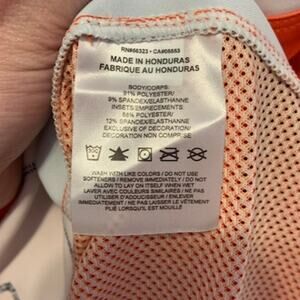 RN#56323 • CA#05553
MADE IN HONDURAS
FABRIQUE AU HONDURAS
BODY/CORPS:
91% POLYESTER/
9% SPANDEX/ELASTHANNE
INSETS EMPIECEMENTS:
88% POLYESTER/
12% SPANDEX/ELASTHANNE
EXCLUSIVE OF DECORATION/
DECORATION NON COMPRISE
WASH WITH LIKE COLORS / DO NOT USE
SOFTENERS / REMOVE IMMEDIATELY / DO NOT
ALLOW TO LAY ON ITSELF WHEN WET
LAVER AVEC COULEURS SIMILAIRES / NE PAS
UTILISER D'ADOUCISSEUR / ENLEVER
IMMEDIATEMENT / NE PAS LAISSER LE VÊTEMENT
PLIÉ LORSQU'IL EST MOUILLÉ